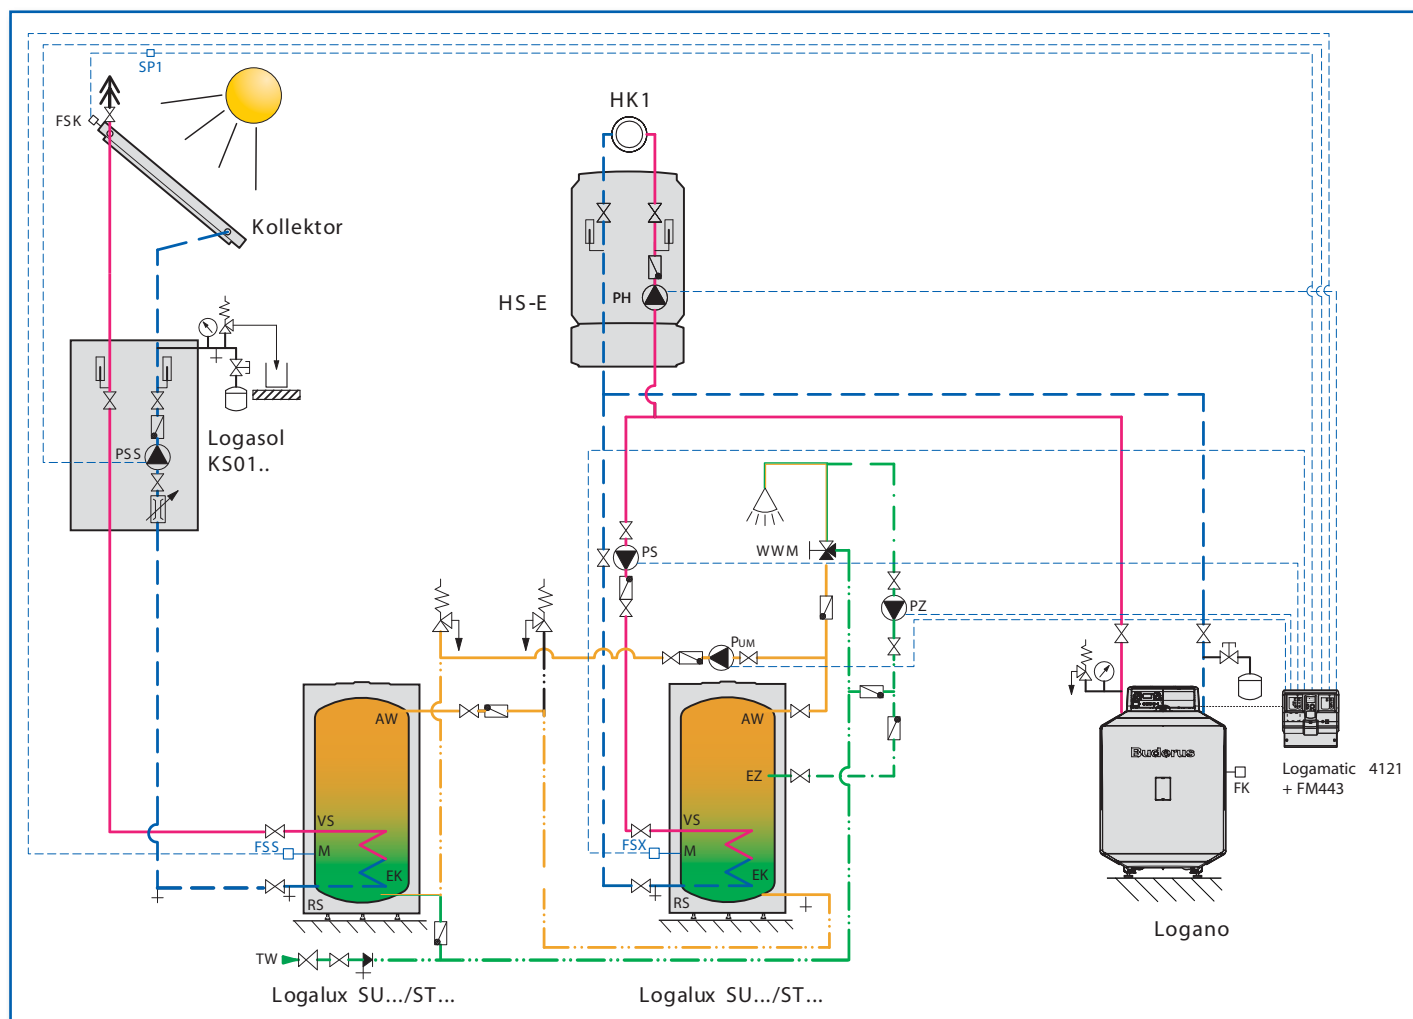 SP1
FSK
HK1
Kollektor
HS-E
PH
Logasol
KS01..
PSS
PS
WWM
PZ
PUM
AW
AW
EZ
Buderus
FK
Logamatic 4121
+ FM443
VS
FSS
M
EK
RS
VS
FSX
M
EK
RS
Logano
TW
Logalux SU.../ST...
Logalux SU.../ST...